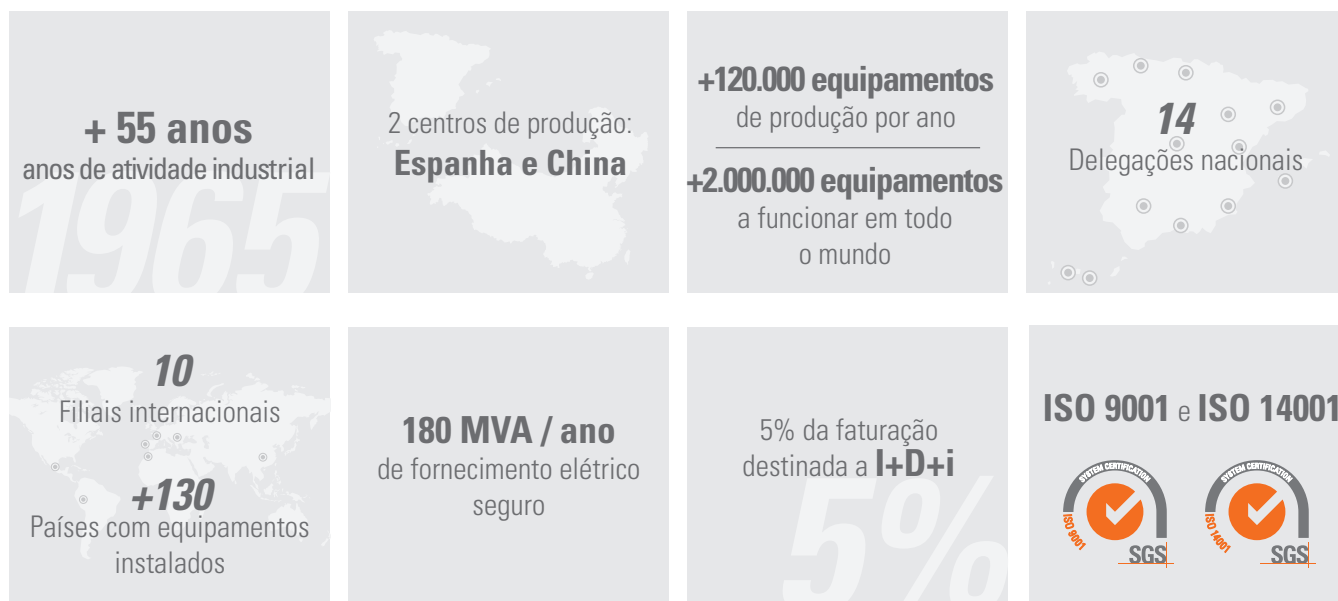 + 55 anos
anos de atividade industrial
1965
2 centros de produção:
Espanha e China
+120.000 equipamentos
de produção por ano
+2.000.000 equipamentos
a funcionar em todo
o mundo
14
Delegações nacionais
10
Filiais internacionais
+130
Países com equipamentos
instalados
180 MVA / ano
de fornecimento elétrico
seguro
5% da faturação
destinada a I+D+i
5%
ISO 9001 e ISO 14001
SYSTEM CERTIFICATION
ISO 9001
SGS
SYSTEM CERTIFICATION
ISO 14001
SGS